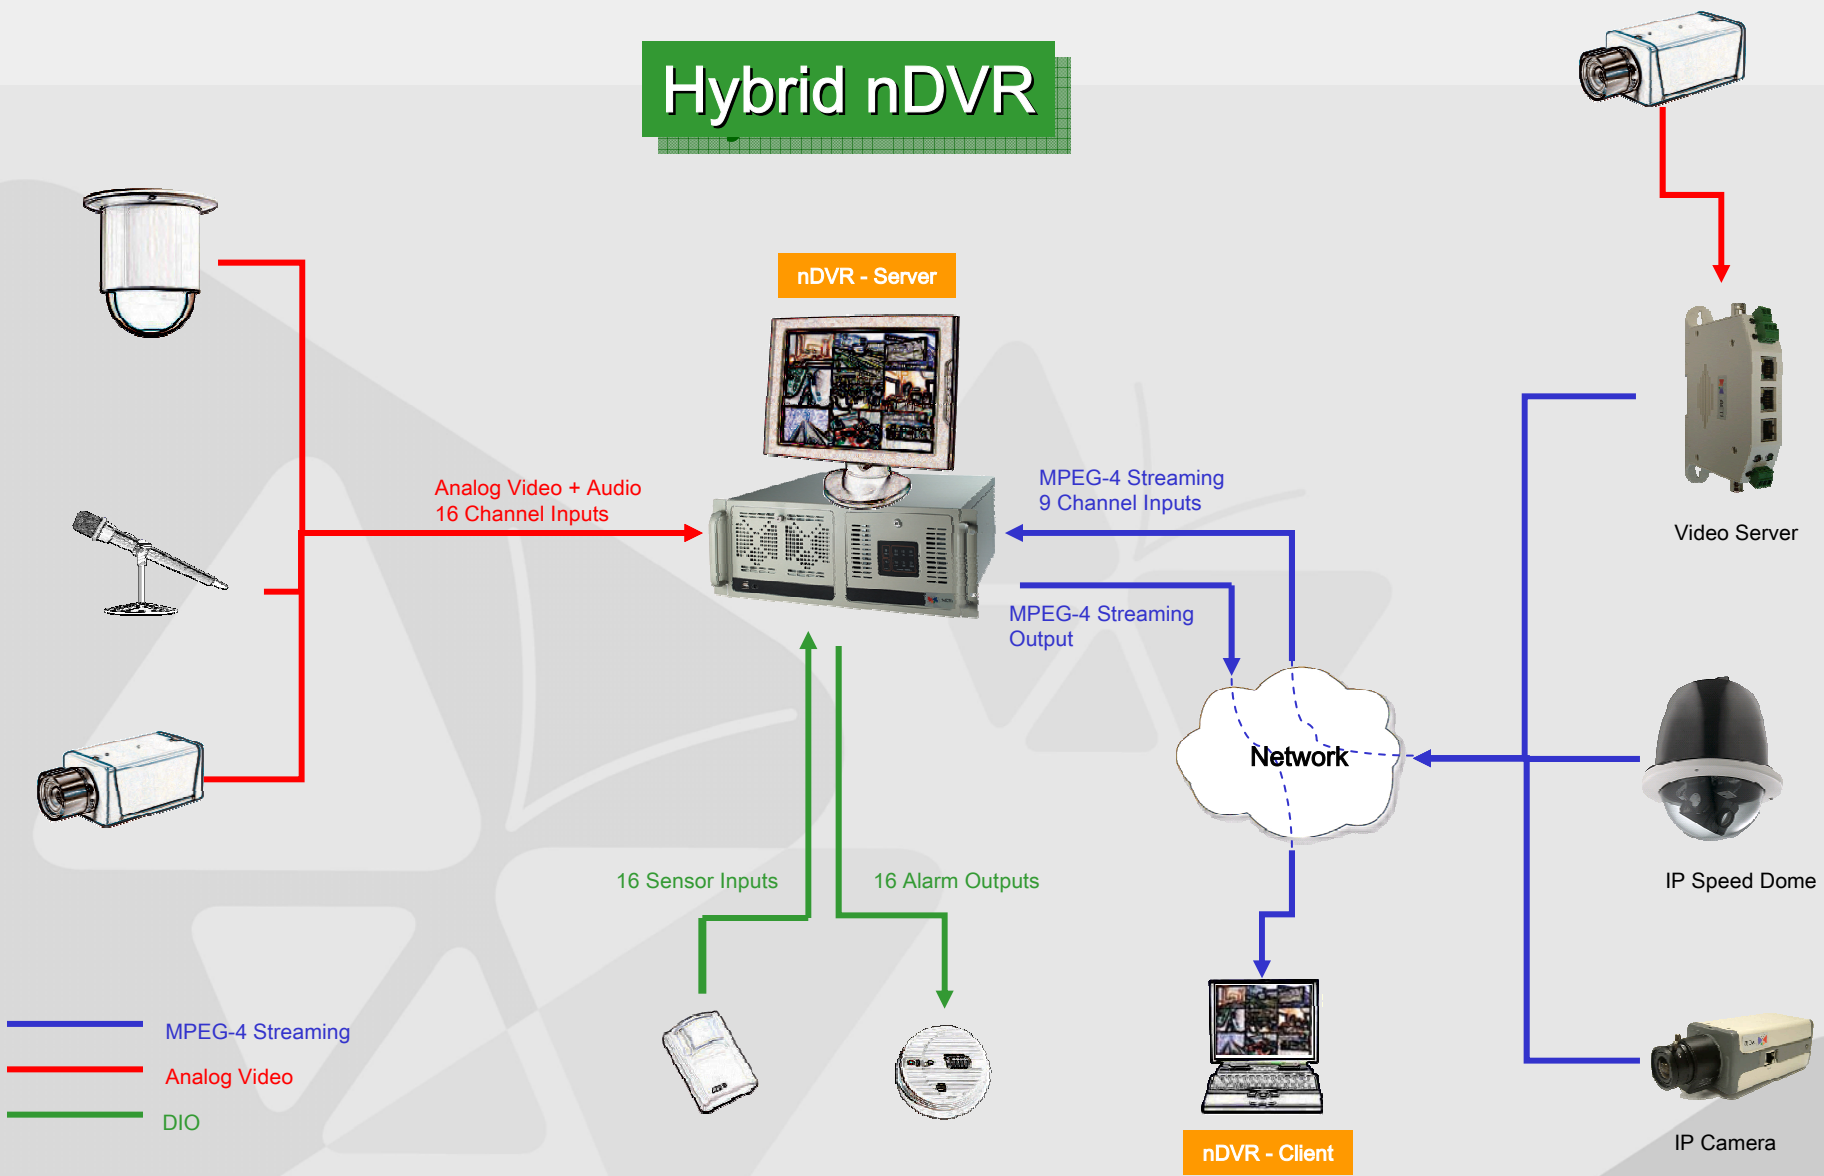 Hybrid nDVR
nDVR - Server
Analog Video + Audio
16 Channel Inputs
MPEG-4 Streaming
9 Channel Inputs
MPEG-4 Streaming
Output
Video Server
Network
16 Sensor Inputs
16 Alarm Outputs
IP Speed Dome
MPEG-4 Streaming
Analog Video
DIO
nDVR - Client
IP Camera